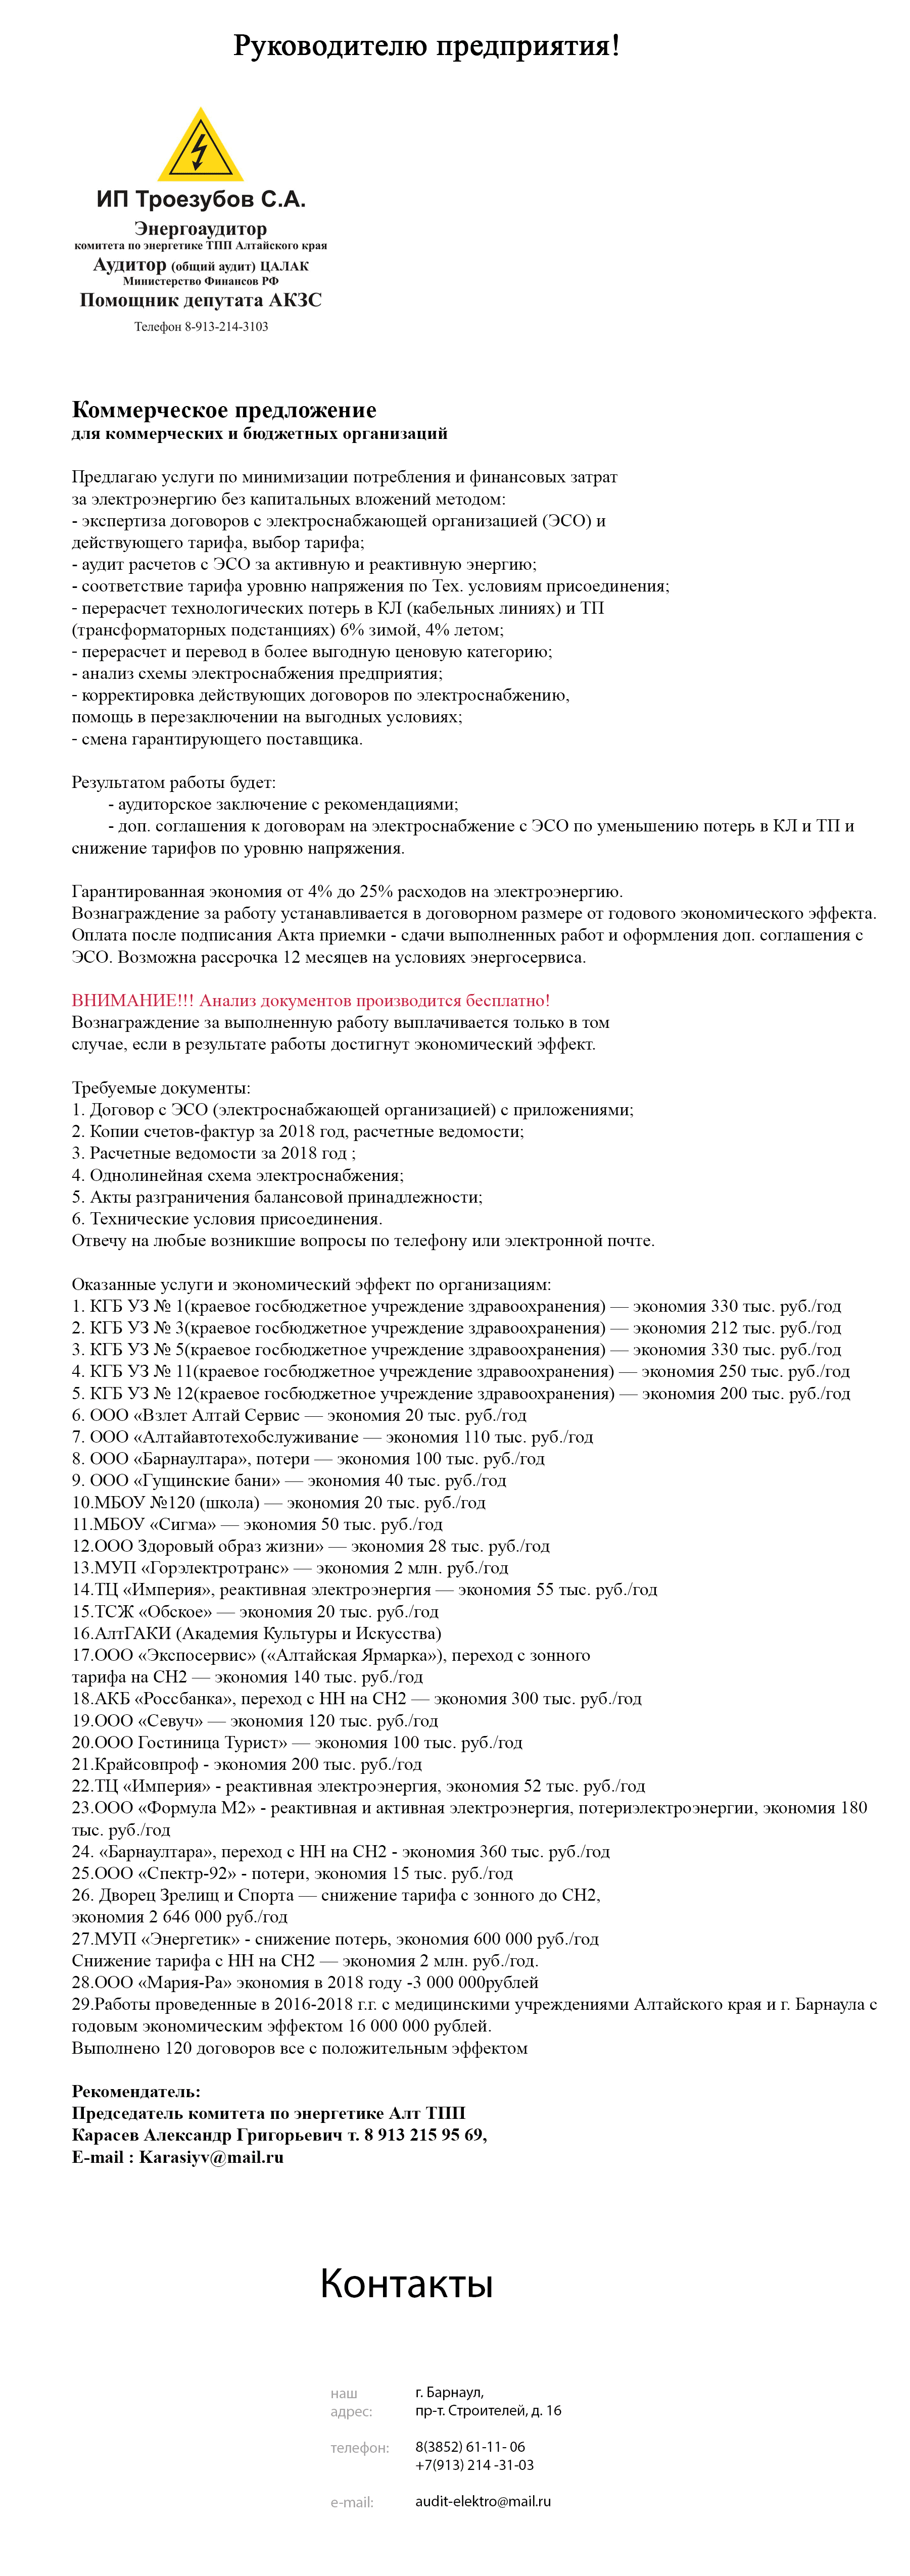 Руководителю предприятия!
ИП Троезубов С.А.
Энергоаудитор
комитета по энергетике ТПП Алтайского края
Аудитор (общий аудит) ЦАЛАК
Министерство Финансов РФ
Помощник депутата АКЗС
Телефон 8-913-214-3103
Коммерческое предложение
для коммерческих и бюджетных организаций
Предлагаю услуги по минимизации потребления и финансовых затрат
за электроэнергию без капитальных вложений методом:
- экспертиза договоров с электроснабжающей организацией (ЭСО) и
действующего тарифа, выбор тарифа;
- аудит расчетов с ЭСО за активную и реактивную энергию;
- соответствие тарифа уровню напряжения по Тех. условиям присоединения;
- перерасчет технологических потерь в КЛ (кабельных линиях) и ТП
(трансформаторных подстанциях) 6% зимой, 4% летом;
- перерасчет и перевод в более выгодную ценовую категорию;
- анализ схемы электроснабжения предприятия;
- корректировка действующих договоров по электроснабжению,
помощь в перезаключении на выгодных условиях;
- смена гарантирующего поставщика.
Результатом работы будет:
- аудиторское заключение с рекомендациями;
- доп. соглашения к договорам на электроснабжение с ЭСО по уменьшению потерь в КЛ и ТП и
снижение тарифов по уровню напряжения.
Гарантированная экономия от 4% до 25% расходов на электроэнергию.
Вознаграждение за работу устанавливается в договорном размере от годового экономического эффекта.
Оплата после подписания Акта приемки - сдачи выполненных работ и оформления доп. соглашения с
ЭСО. Возможна рассрочка 12 месяцев на условиях энергосервиса.
ВНИМАНИЕ!!! Анализ документов производится бесплатно!
Вознаграждение за выполненную работу выплачивается только в том
случае, если в результате работы достигнут экономический эффект.
Требуемые документы:
1. Договор с ЭСО (электроснабжающей организацией) с приложениями;
2. Копии счетов-фактур за 2018 год, расчетные ведомости;
3. Расчетные ведомости за 2018 год ;
4. Однолинейная схема электроснабжения;
5. Акты разграничения балансовой принадлежности;
6. Технические условия присоединения.
Отвечу на любые возникшие вопросы по телефону или электронной почте.
Оказанные услуги и экономический эффект по организациям:
1. КГБ УЗ № 1(краевое госбюджетное учреждение здравоохранения) — экономия 330 тыс. руб./год
2. КГБ УЗ № 3(краевое госбюджетное учреждение здравоохранения) — экономия 212 тыс. руб./год
3. КГБ УЗ № 5(краевое госбюджетное учреждение здравоохранения) — экономия 330 тыс. руб./год
4. КГБ УЗ № 11(краевое госбюджетное учреждение здравоохранения) — экономия 250 тыс. руб./год
5. КГБ УЗ № 12(краевое госбюджетное учреждение здравоохранения) — экономия 200 тыс. руб./год
6. ООО «Взлет Алтай Сервис — экономия 20 тыс. руб./год
7. ООО «Алтайавтотехобслуживание — экономия 110 тыс. руб./год
8. ООО «Барнаултара», потери — экономия 100 тыс. руб./год
9. ООО «Гущинские бани» — экономия 40 тыс. руб./год
10.МБОУ №120 (школа) — экономия 20 тыс. руб./год
11.МБОУ «Сигма» — экономия 50 тыс. руб./год
12.ООО Здоровый образ жизни» — экономия 28 тыс. руб./год
13.МУП «Горэлектротранс» — экономия 2 млн. руб./год
14.ТЦ «Империя», реактивная электроэнергия — экономия 55 тыс. руб./год
15.ТСЖ «Обское» — экономия 20 тыс. руб./год
16.АлтГАКИ (Академия Культуры и Искусства)
17.ООО «Экспосервис» («Алтайская Ярмарка»), переход с зонного
тарифа на СН2 — экономия 140 тыс. руб./год
18.АКБ «Россбанка», переход с НН на СН2 — экономия 300 тыс. руб./год
19.ООО «Севуч» — экономия 120 тыс. руб./год
20.ООО Гостиница Турист» — экономия 100 тыс. руб./год
21.Крайсовпроф - экономия 200 тыс. руб./год
22.ТЦ «Империя» - реактивная электроэнергия, экономия 52 тыс. руб./год
23.ООО «Формула М2» - реактивная и активная электроэнергия, потериэлектроэнергии, экономия 180
тыс. руб./год
24. «Барнаултара», переход с НН на СН2 - экономия 360 тыс. руб./год
25.ООО «Спектр-92» - потери, экономия 15 тыс. руб./год
26. Дворец Зрелищ и Спорта — снижение тарифа с зонного до СН2,
экономия 2 646 000 руб./год
27.МУП «Энергетик» - снижение потерь, экономия 600 000 руб./год
Снижение тарифа с НН на СН2 — экономия 2 млн. руб./год.
28.ООО «Мария-Ра» экономия в 2018 году -3 000 000рублей
29.Работы проведенные в 2016-2018 г.г. с медицинскими учреждениями Алтайского края и г. Барнаула с
годовым экономическим эффектом 16 000 000 рублей.
Выполнено 120 договоров все с положительным эффектом
Рекомендатель:
Председатель комитета по энергетике Алт ТПП
Карасев Александр Григорьевич т. 8 913 215 95 69,
E-mail : Karasiyv@mail.ru
Контакты
наш адрес: г. Барнаул,
пр-т. Строителей, д. 16
телефон: 8(3852) 61-11- 06
+7(913) 214 -31-03
e-mail: audit-elektro@mail.ru